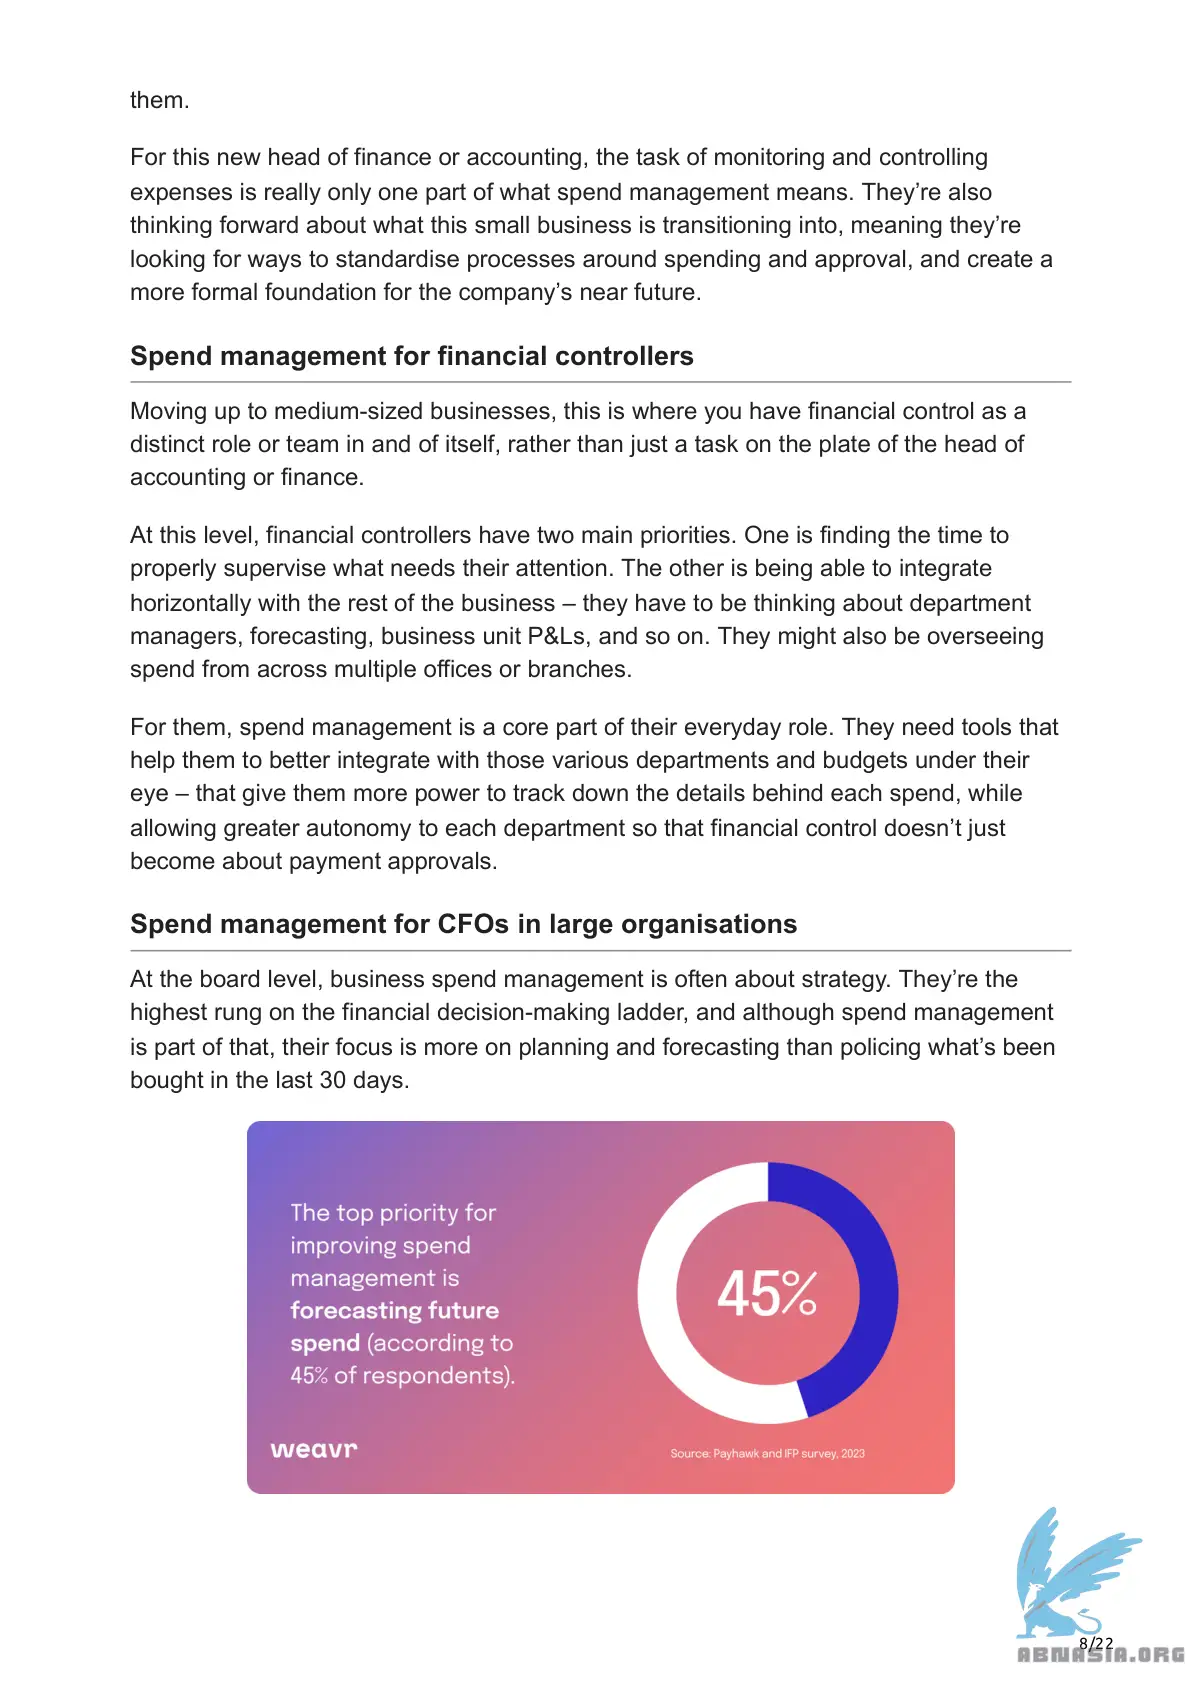 them.
For this new head of finance or accounting, the task of monitoring and controlling
expenses is really only one part of what spend management means. They’re also
thinking forward about what this small business is transitioning into, meaning they’re
looking for ways to standardise processes around spending and approval, and create a
more formal foundation for the company’s near future.
Spend management for financial controllers
Moving up to medium-sized businesses, this is where you have financial control as a
distinct role or team in and of itself, rather than just a task on the plate of the head of
accounting or finance.
At this level, financial controllers have two main priorities. One is finding the time to
properly supervise what needs their attention. The other is being able to integrate
horizontally with the rest of the business – they have to be thinking about department
managers, forecasting, business unit P&Ls, and so on. They might also be overseeing
spend from across multiple offices or branches.
For them, spend management is a core part of their everyday role. They need tools that
help them to better integrate with those various departments and budgets under their
eye – that give them more power to track down the details behind each spend, while
allowing greater autonomy to each department so that financial control doesn’t just
become about payment approvals.
Spend management for CFOs in large organisations
At the board level, business spend management is often about strategy. They’re the
highest rung on the financial decision-making ladder, and although spend management
is part of that, their focus is more on planning and forecasting than policing what’s been
bought in the last 30 days.
The top priority for
improving spend
management is
forecasting future
spend (according to
45% of respondents).
45%
weavr
Source: Payhawk and IFP survey, 2023
8/22
ABNASIA.ORG